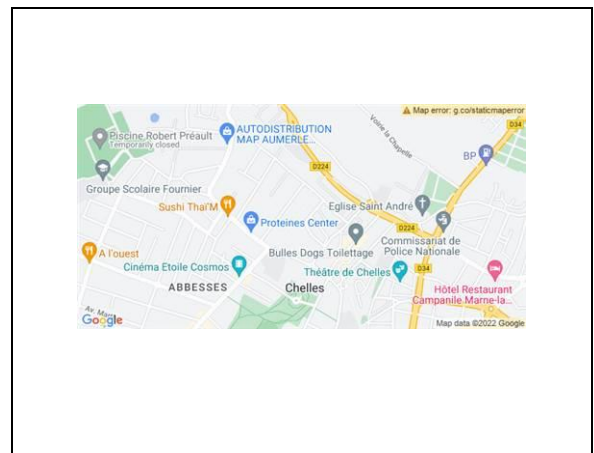 Map error: g.co/staticmaperror
D34
AUTODISTRIBUTION
MAP AUMERLE...
Piscine Robert Préault
Temporarily closed
Voirie la Chapelle
BP
D224
Groupe Scolaire Fournier
Sushi Thaï'M
Eglise Saint André
Proteines Center
D224
Commissariat de
Police Nationale
Bulles Dogs Toilettage
A l'ouest
Cinéma Etoile Cosmos
Théâtre de Chelles
D34
ABBESSES
Chelles
Hôtel Restaurant
Campanile Marne-la...
Google
Map data ©2022 Google